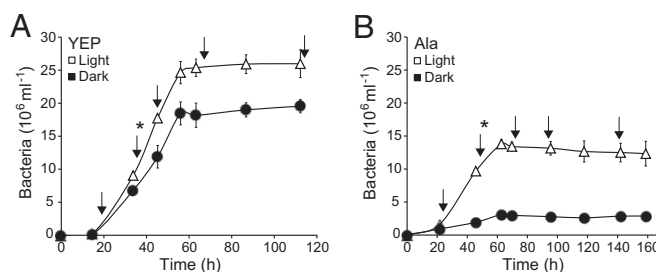 A
YEP
△ Light
● Dark
*
Bacteria (10⁶ ml⁻¹)
30
25
20
15
10
5
0
0 20 40 60 80 100 120
Time (h)
B
Ala
△ Light
● Dark
*
Bacteria (10⁶ ml⁻¹)
30
25
20
15
10
5
0
0 20 40 60 80 100 120 140 160
Time (h)